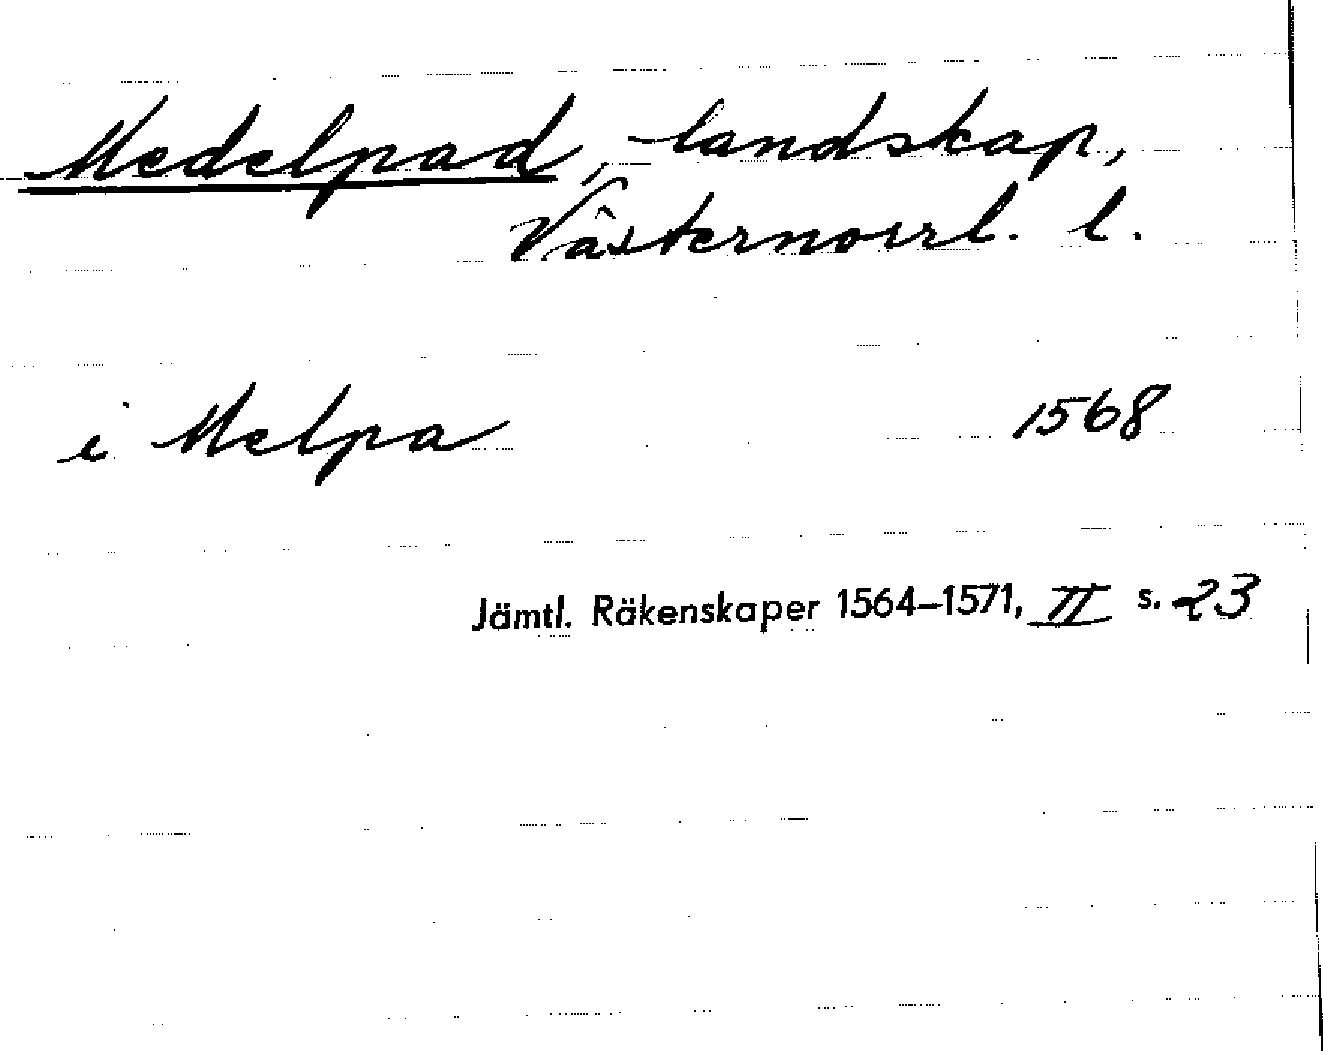 Medelpad, landskap,
Västernorrl. l.
i Melpa 1568
Jämtl. Räkenskaper 1564–1571, II s. 23